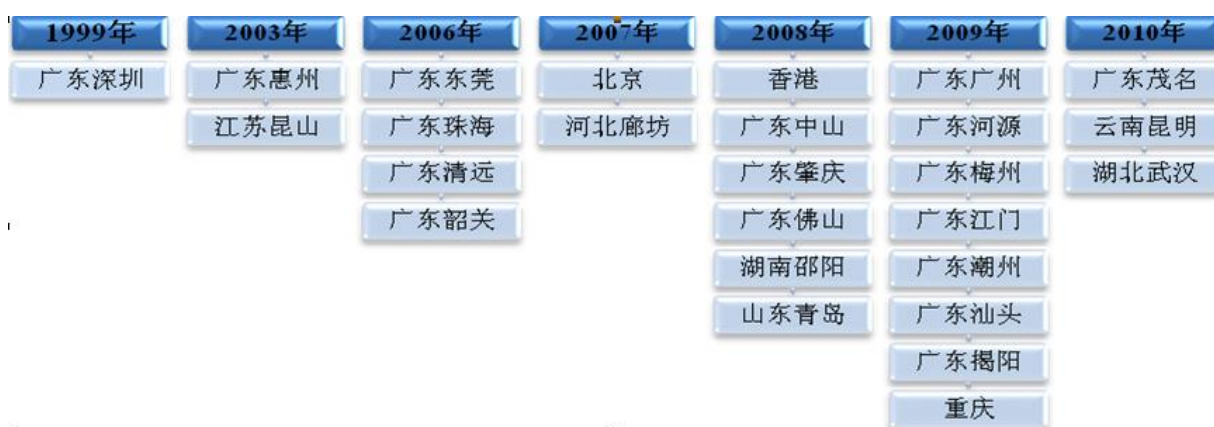 1999年
广东深圳
2003年
广东惠州
江苏昆山
2006年
广东东莞
广东珠海
广东清远
广东韶关
2007年
北京
河北廊坊
2008年
香港
广东中山
广东肇庆
广东佛山
湖南邵阳
山东青岛
2009年
广东广州
广东河源
广东梅州
广东江门
广东潮州
广东汕头
广东揭阳
重庆
2010年
广东茂名
云南昆明
湖北武汉